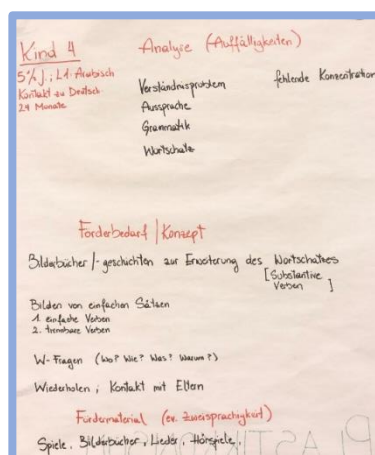 Kind 4
5½ J.; L1: Arabisch
Kontakt zu Deutsch
24 Monate
Analyse (Auffälligkeiten)
Verständnisproblem
fehlende Konzentration
Aussprache
Grammatik
Wortschatz
Förderbedarf / Konzept
Bilderbücher / - geschichten zur Erweiterung des Wortschatzes
[Substantive
Verben ]
Bilden von einfachen Sätzen
1. einfache Verben
2. trennbare Verben
W- Fragen (Wo? Wie? Was? Warum?)
Wiederholen ; Kontakt mit Eltern
Fördermaterial (ev. Zweisprachigkeit)
Spiele, Bilderbücher, Lieder, Hörspiele,